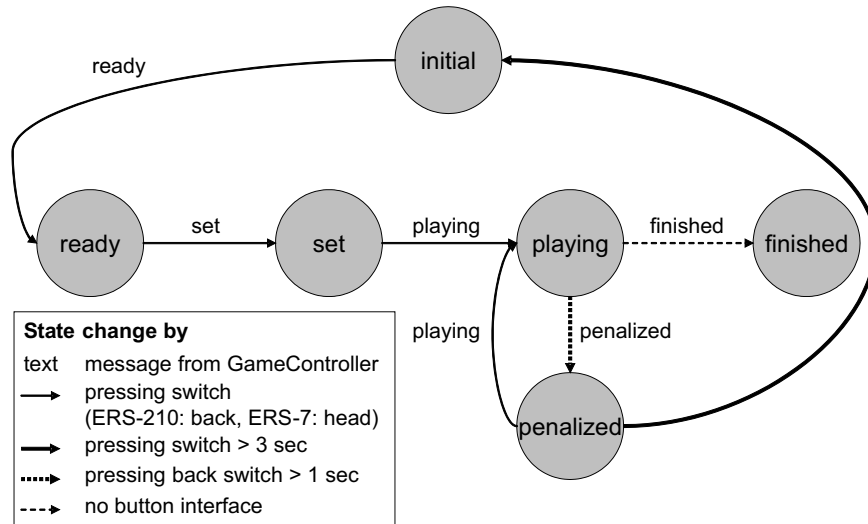 initial
ready
ready
set
set
playing
playing
finished
finished
playing
penalized
penalized
State change by
text message from GameController
pressing switch
(ERS-210: back, ERS-7: head)
pressing switch > 3 sec
pressing back switch > 1 sec
no button interface